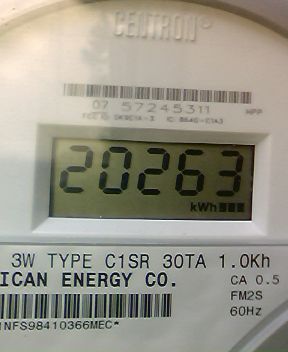 CENTRON®
07 57245311 HPP
20263
kWh
3W TYPE C1SR 30TA 1.0Kh
ICAN ENERGY CO. CA 0.5
FM2S
60Hz
NFS98410366MEC*